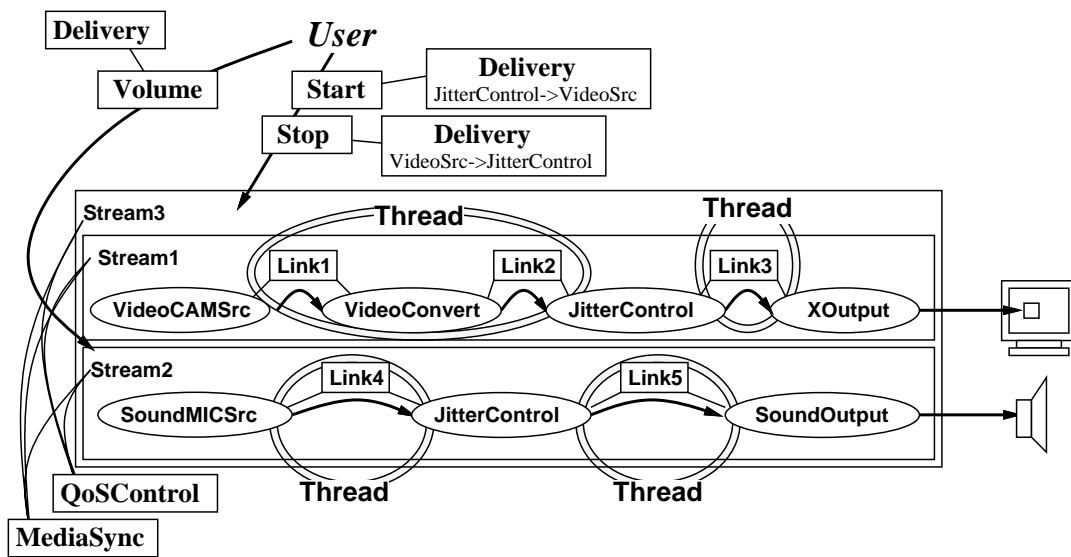 Delivery
User
Volume
Start
Delivery
JitterControl->VideoSrc
Stop
Delivery
VideoSrc->JitterControl
Stream3
Thread
Thread
Stream1
Link1
Link2
Link3
VideoCAMSrc
VideoConvert
JitterControl
XOutput
Stream2
Link4
Link5
SoundMICSrc
JitterControl
SoundOutput
Thread
Thread
QoSControl
MediaSync